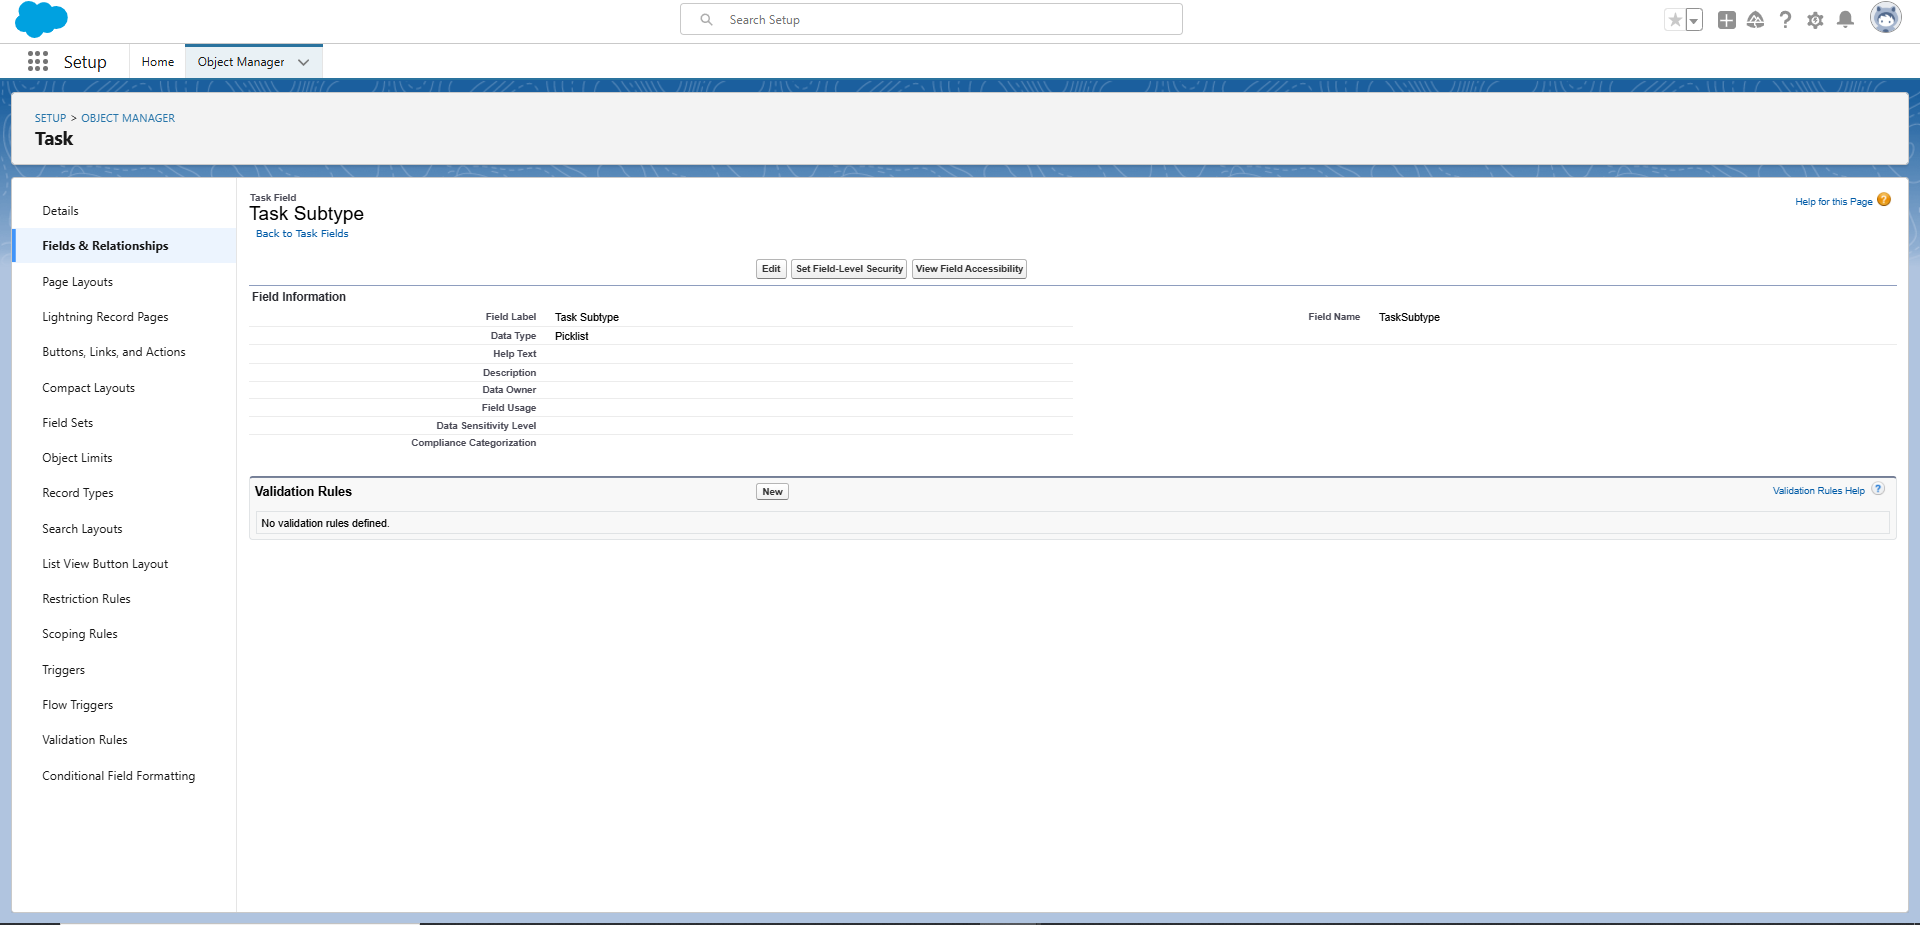 Search Setup
Setup
Home
Object Manager
SETUP > OBJECT MANAGER
Task
Details
Fields & Relationships
Page Layouts
Lightning Record Pages
Buttons, Links, and Actions
Compact Layouts
Field Sets
Object Limits
Record Types
Search Layouts
List View Button Layout
Restriction Rules
Scoping Rules
Triggers
Flow Triggers
Validation Rules
Conditional Field Formatting
Task Field
Task Subtype
Back to Task Fields
Help for this Page ?
Edit Set Field-Level Security View Field Accessibility
Field Information
Field Label Task Subtype Field Name TaskSubtype
Data Type Picklist
Help Text
Description
Data Owner
Field Usage
Data Sensitivity Level
Compliance Categorization
Validation Rules New Validation Rules Help ?
No validation rules defined.